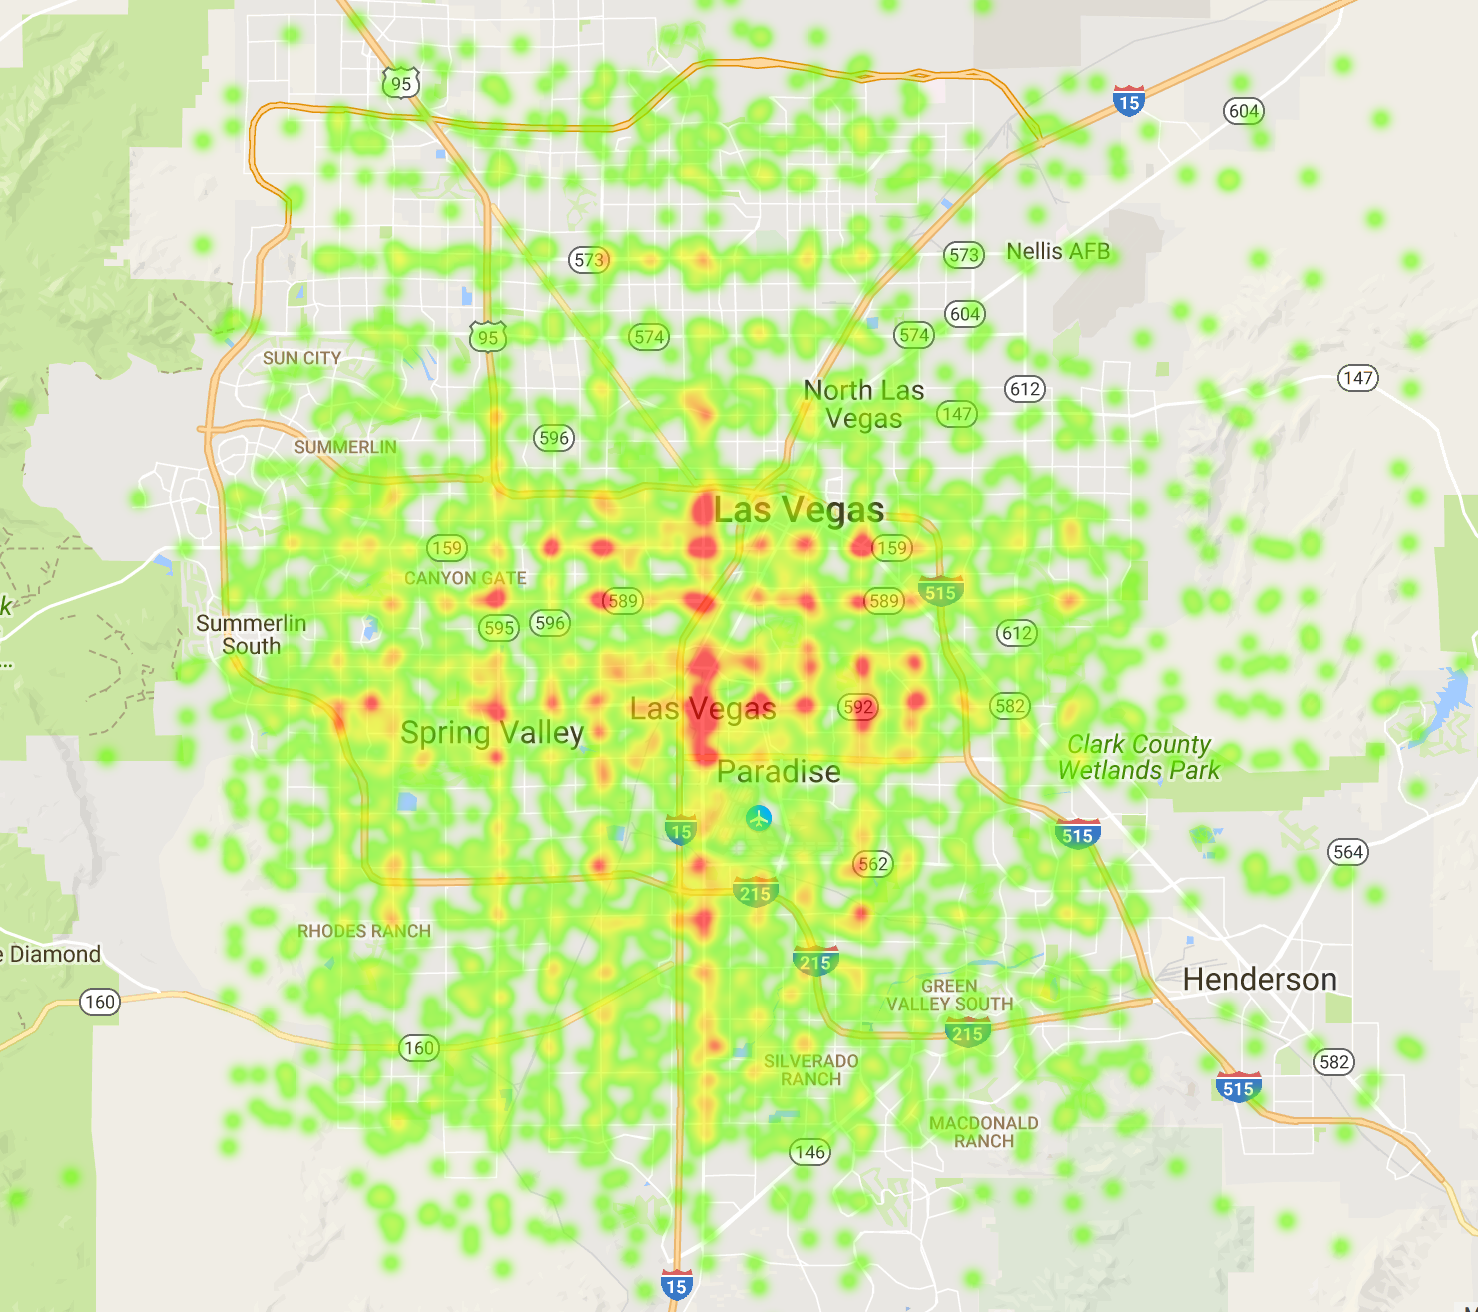 95
15
604
573
573
Nellis AFB
604
95
574
574
SUN CITY
147
North Las
Vegas
612
147
596
SUMMERLIN
Las Vegas
159
159
CANYON GATE
589
589
515
k
Summerlin
South
595
596
612
...
Las Vegas
592
582
Spring Valley
Clark County
Wetlands Park
Paradise
15
515
564
562
215
RHODES RANCH
e Diamond
215
Henderson
GREEN
VALLEY SOUTH
160
215
160
SILVERADO
RANCH
582
515
MACDONALD
RANCH
146
15